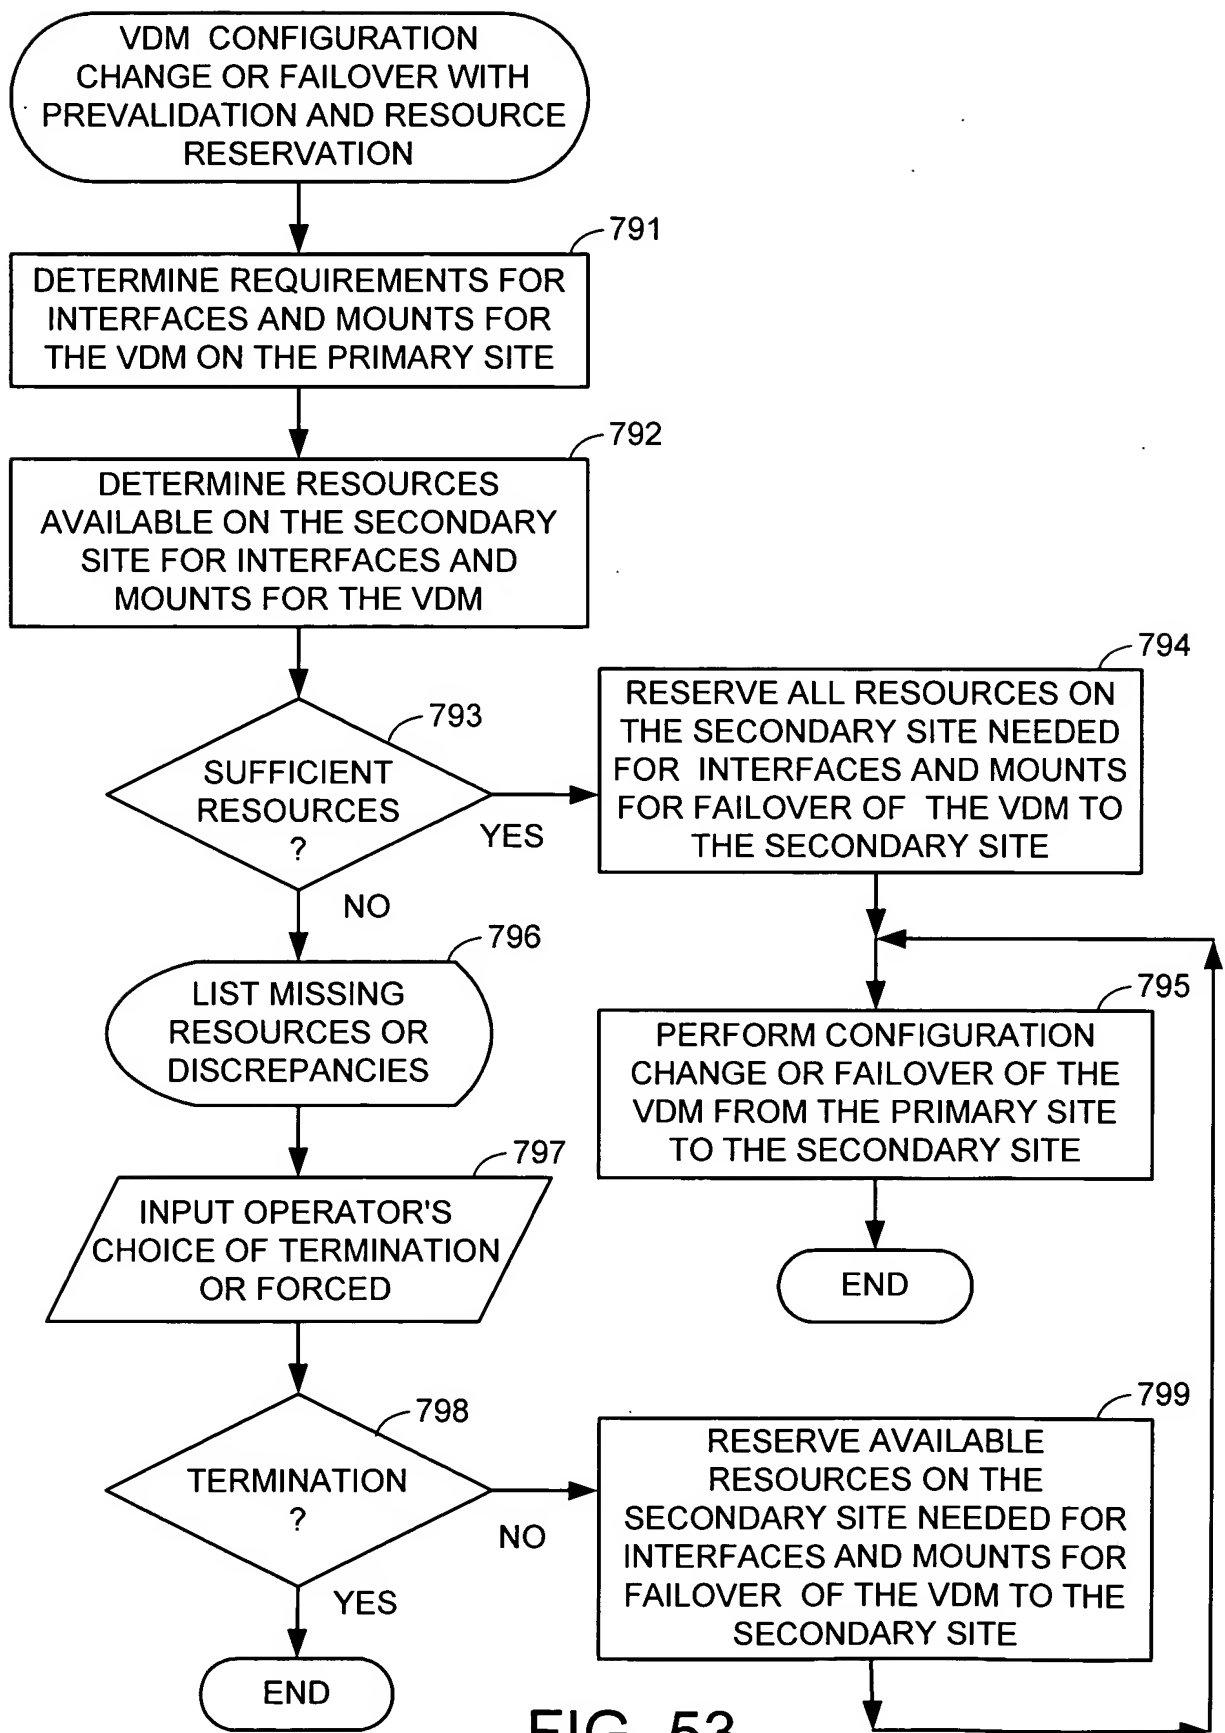 VDM CONFIGURATION
CHANGE OR FAILOVER WITH
PREVALIDATION AND RESOURCE
RESERVATION
791
DETERMINE REQUIREMENTS FOR
INTERFACES AND MOUNTS FOR
THE VDM ON THE PRIMARY SITE
792
DETERMINE RESOURCES
AVAILABLE ON THE SECONDARY
SITE FOR INTERFACES AND
MOUNTS FOR THE VDM
793
SUFFICIENT
RESOURCES
?
YES
NO
794
RESERVE ALL RESOURCES ON
THE SECONDARY SITE NEEDED
FOR INTERFACES AND MOUNTS
FOR FAILOVER OF THE VDM TO
THE SECONDARY SITE
795
PERFORM CONFIGURATION
CHANGE OR FAILOVER OF THE
VDM FROM THE PRIMARY SITE
TO THE SECONDARY SITE
END
796
LIST MISSING
RESOURCES OR
DISCREPANCIES
797
INPUT OPERATOR'S
CHOICE OF TERMINATION
OR FORCED
798
TERMINATION
?
NO
YES
END
799
RESERVE AVAILABLE
RESOURCES ON THE
SECONDARY SITE NEEDED FOR
INTERFACES AND MOUNTS FOR
FAILOVER OF THE VDM TO THE
SECONDARY SITE
FIG. 53